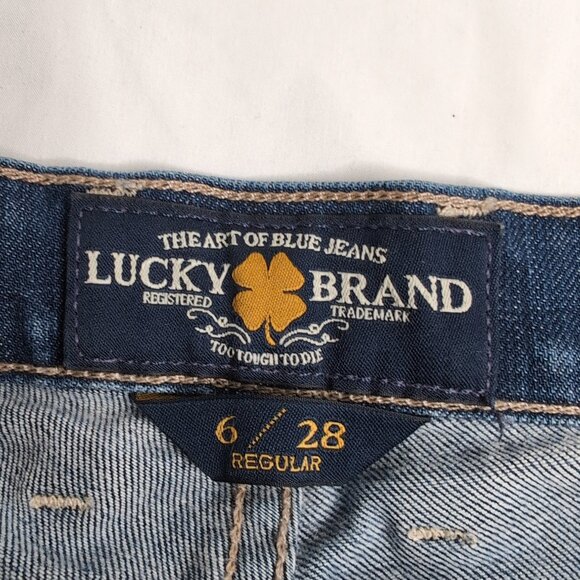 THE ART OF BLUE JEANS
LUCKY BRAND
REGISTERED TRADEMARK
TOO TOUGH TO DIE
6 / 28
REGULAR